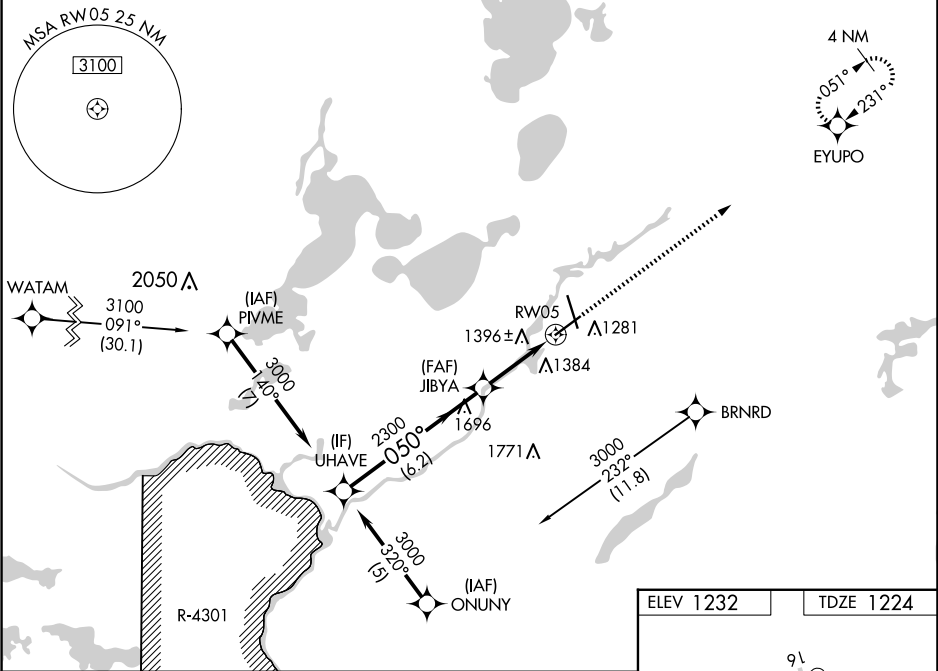 MSA RW05 25 NM
3100
4 NM
051°
231°
EYUPO
WATAM
2050
3100
091°
(30.1)
(IAF)
PIVME
3000
140°
(7)
RW05
1396±
1281
1384
(FAF)
JIBYA
1696
1771
2300
050°
(6.2)
(IF)
UHAVE
BRNRD
3000
232°
(11.8)
3000
320°
(5)
(IAF)
ONUNY
R-4301
ELEV 1232
TDZE 1224
16